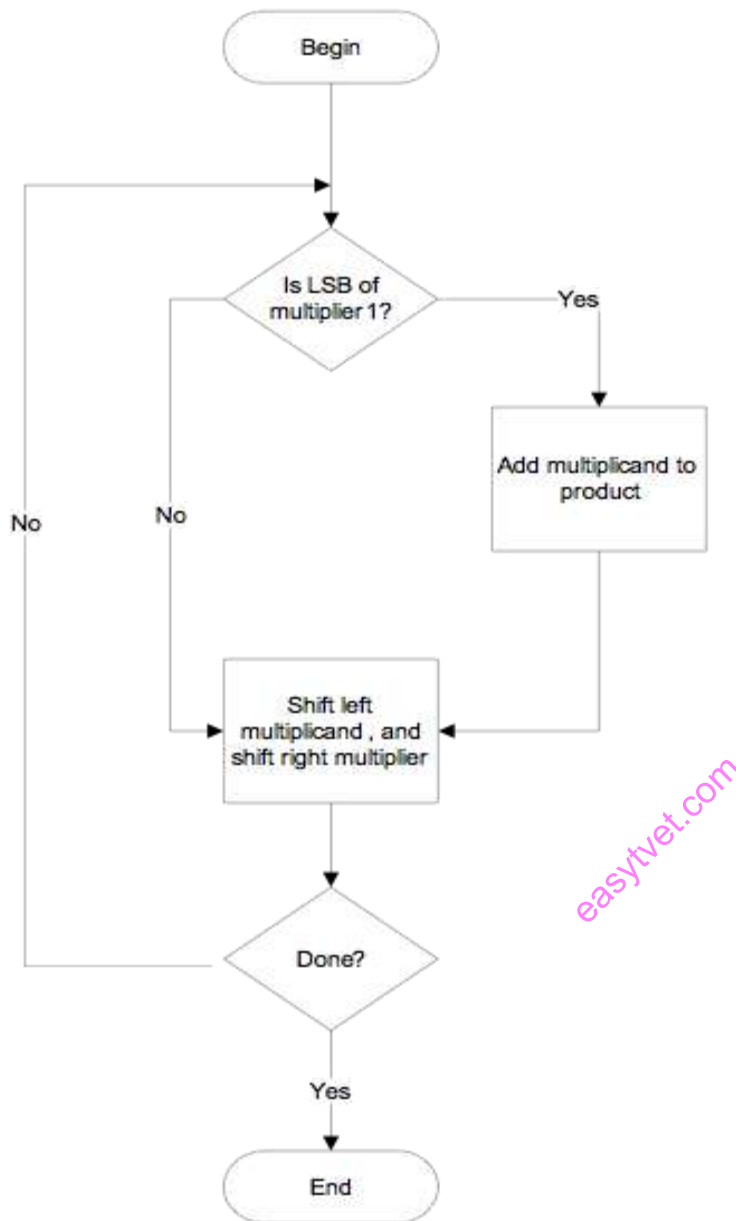 Begin
Is LSB of
multiplier 1?
Yes
Add multiplicand to
product
No
No
Shift left
multiplicand , and
shift right multiplier
easytvet.com
Done?
Yes
End